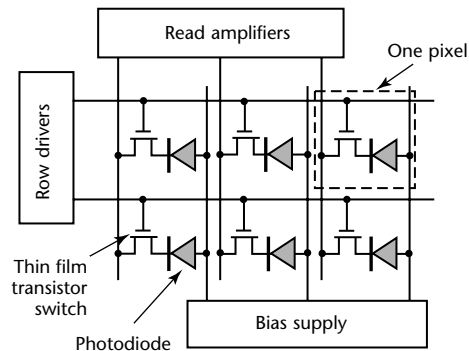 Read amplifiers
One pixel
Row drivers
Thin film
transistor
switch
Photodiode
Bias supply